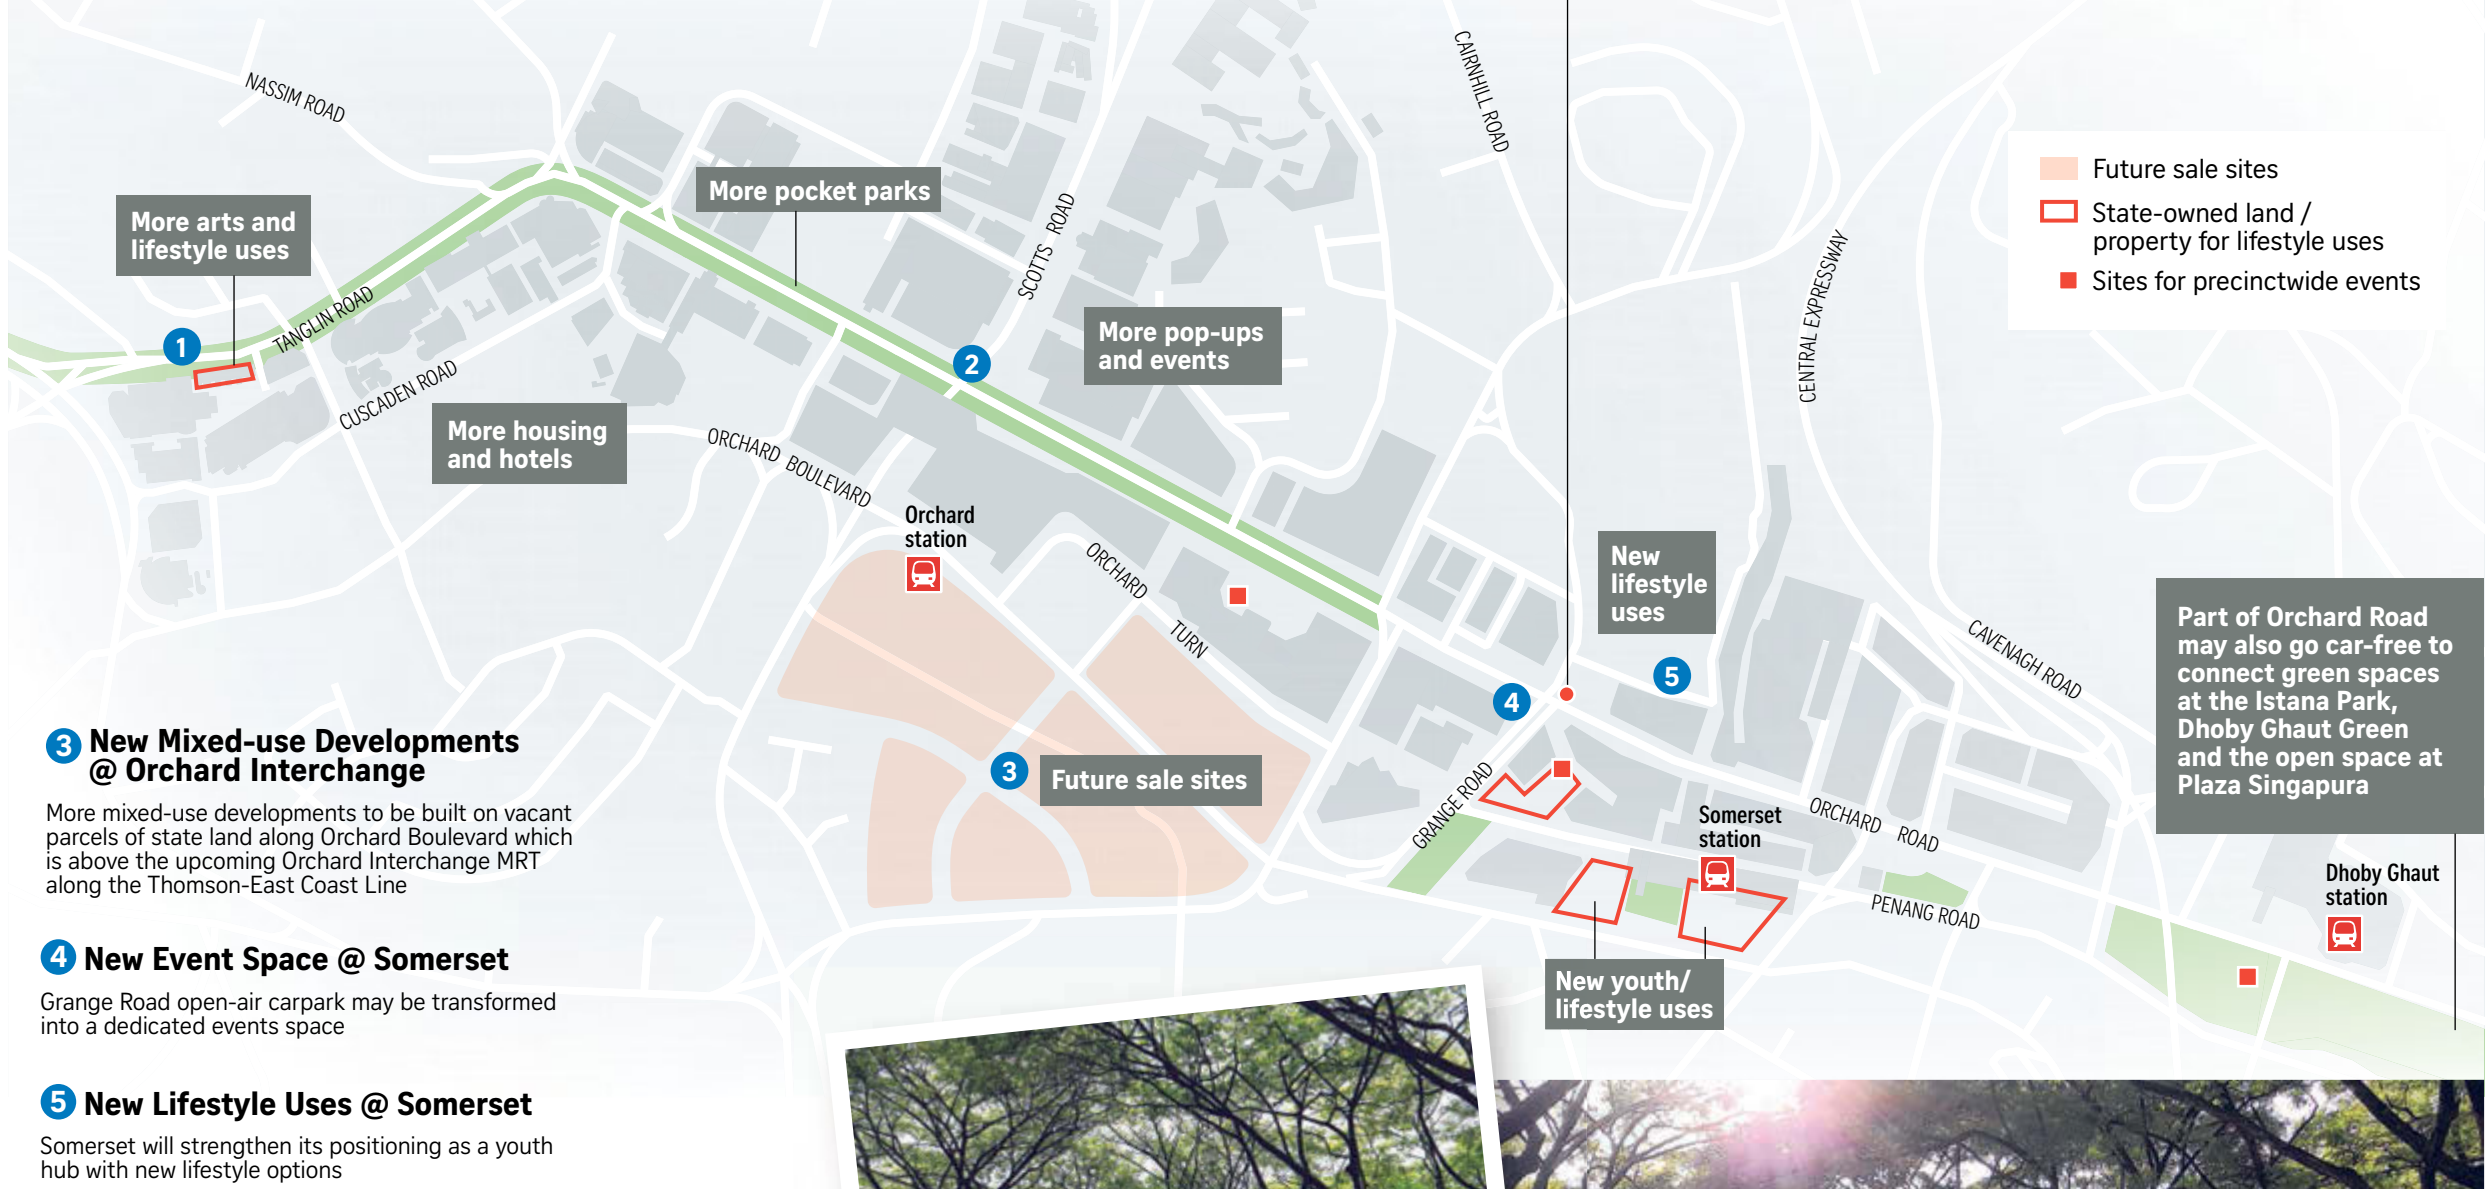 NASSIM ROAD
CAIRNHILL ROAD
More arts and
lifestyle uses
More pocket parks
SCOTTS ROAD
Future sale sites
State-owned land /
property for lifestyle uses
Sites for precinctwide events
1
TANGLIN ROAD
CUSCADEN ROAD
2
More pop-ups
and events
CENTRAL EXPRESSWAY
More housing
and hotels
ORCHARD BOULEVARD
Orchard
station
ORCHARD TURN
New
lifestyle
uses
5
4
CAVENAGH ROAD
Part of Orchard Road
may also go car-free to
connect green spaces
at the Istana Park,
Dhoby Ghaut Green
and the open space at
Plaza Singapura
3
Future sale sites
GRANGE ROAD
Somerset
station
ORCHARD ROAD
PENANG ROAD
Dhoby Ghaut
station
New youth/
lifestyle uses
3 New Mixed-use Developments
@ Orchard Interchange
More mixed-use developments to be built on vacant
parcels of state land along Orchard Boulevard which
is above the upcoming Orchard Interchange MRT
along the Thomson-East Coast Line
4 New Event Space @ Somerset
Grange Road open-air carpark may be transformed
into a dedicated events space
5 New Lifestyle Uses @ Somerset
Somerset will strengthen its positioning as a youth
hub with new lifestyle options